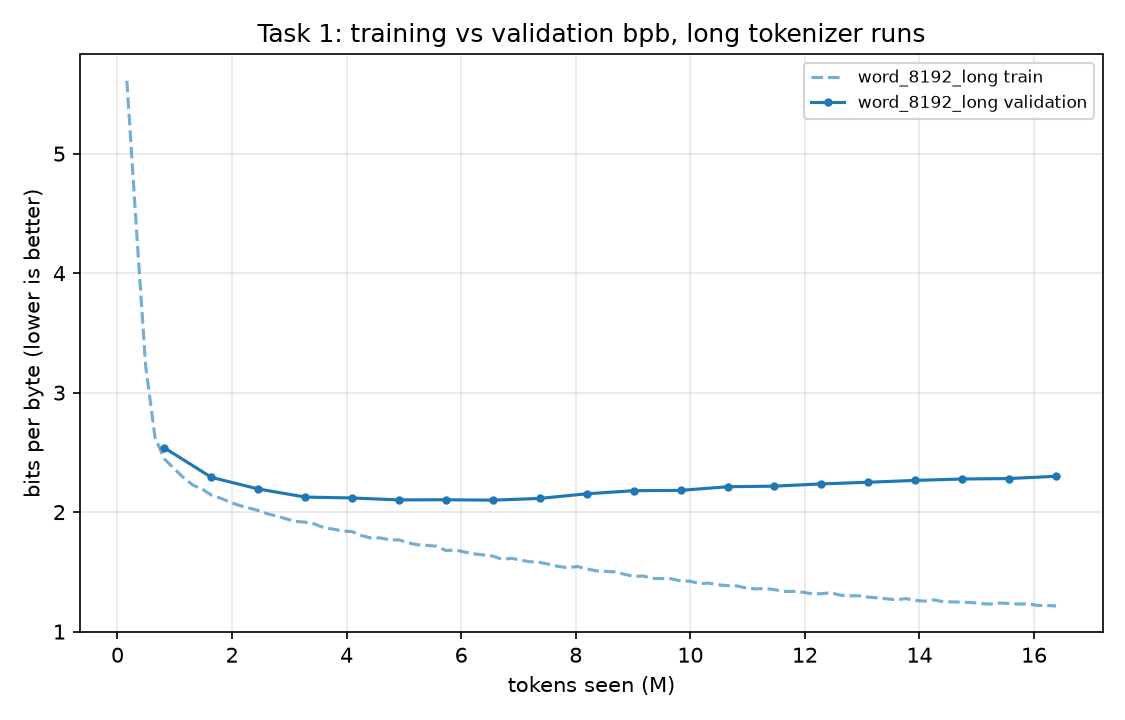 Task 1: training vs validation bpb, long tokenizer runs
word_8192_long train
word_8192_long validation
bits per byte (lower is better)
5
4
3
2
1
0 2 4 6 8 10 12 14 16
tokens seen (M)